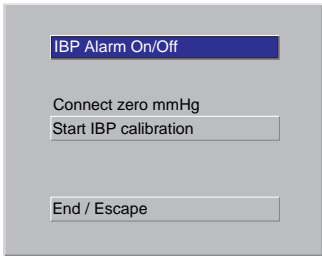 IBP Alarm On/Off
Connect zero mmHg
Start IBP calibration
End / Escape